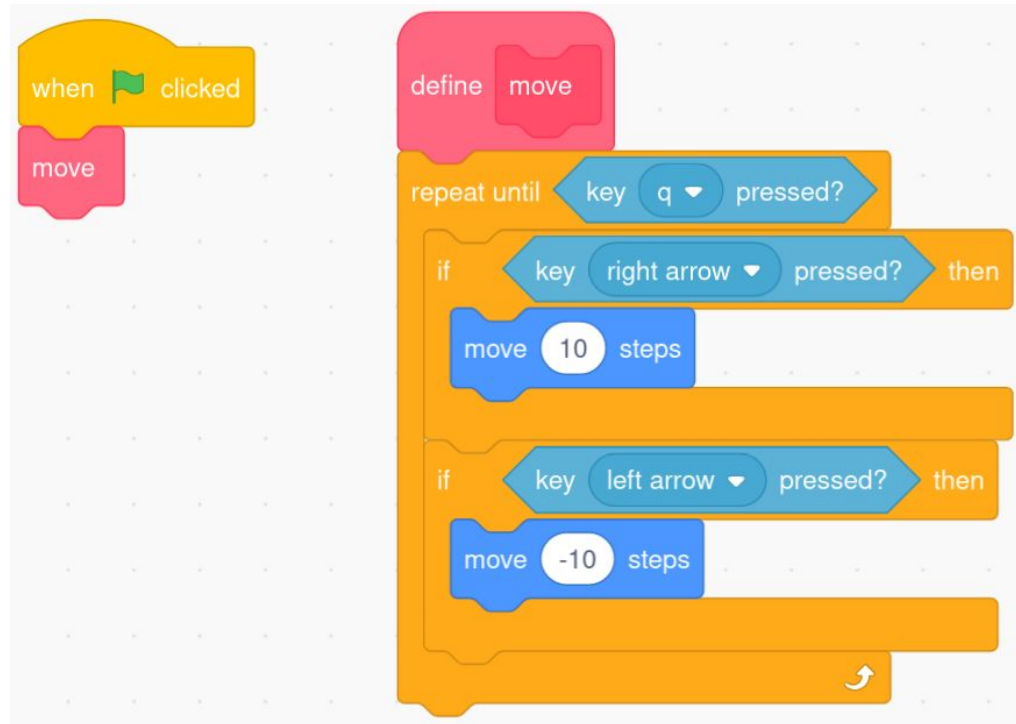 when clicked
move
define move
repeat until key q pressed?
if key right arrow pressed? then
move 10 steps
if key left arrow pressed? then
move -10 steps